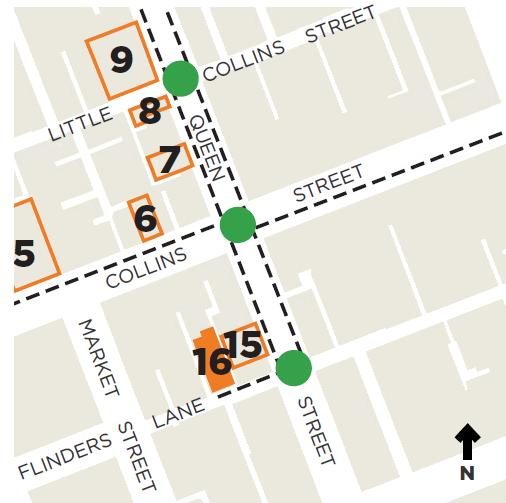 9
COLLINS STREET
LITTLE
8
QUEEN
7
STREET
6
5
COLLINS
15
16
MARKET
LANE
STREET
FLINDERS
STREET
N